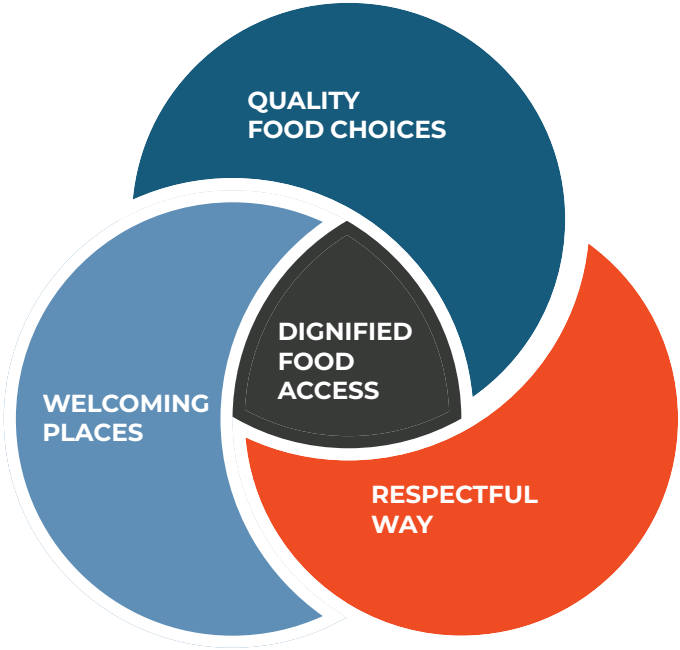 QUALITY
FOOD CHOICES
DIGNIFIED
FOOD
ACCESS
WELCOMING
PLACES
RESPECTFUL
WAY